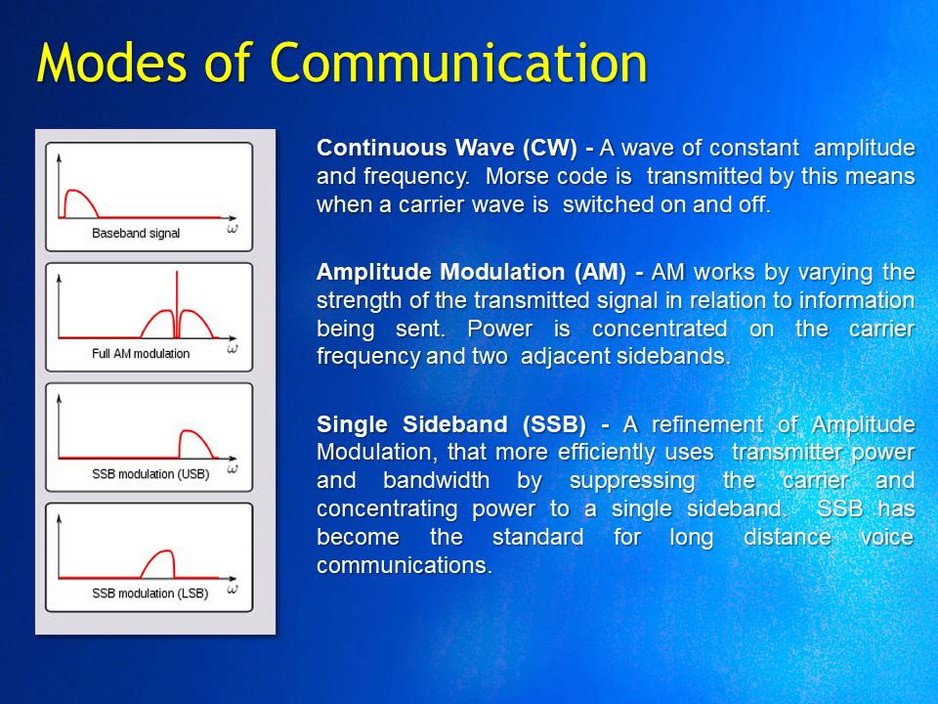 Modes of Communication
Baseband signal
ω
Full AM modulation
ω
SSB modulation (USB)
ω
SSB modulation (LSB)
ω
Continuous Wave (CW) - A wave of constant amplitude
and frequency. Morse code is transmitted by this means
when a carrier wave is switched on and off.
Amplitude Modulation (AM) - AM works by varying the
strength of the transmitted signal in relation to information
being sent. Power is concentrated on the carrier
frequency and two adjacent sidebands.
Single Sideband (SSB) - A refinement of Amplitude
Modulation, that more efficiently uses transmitter power
and bandwidth by suppressing the carrier and
concentrating power to a single sideband. SSB has
become the standard for long distance voice
communications.